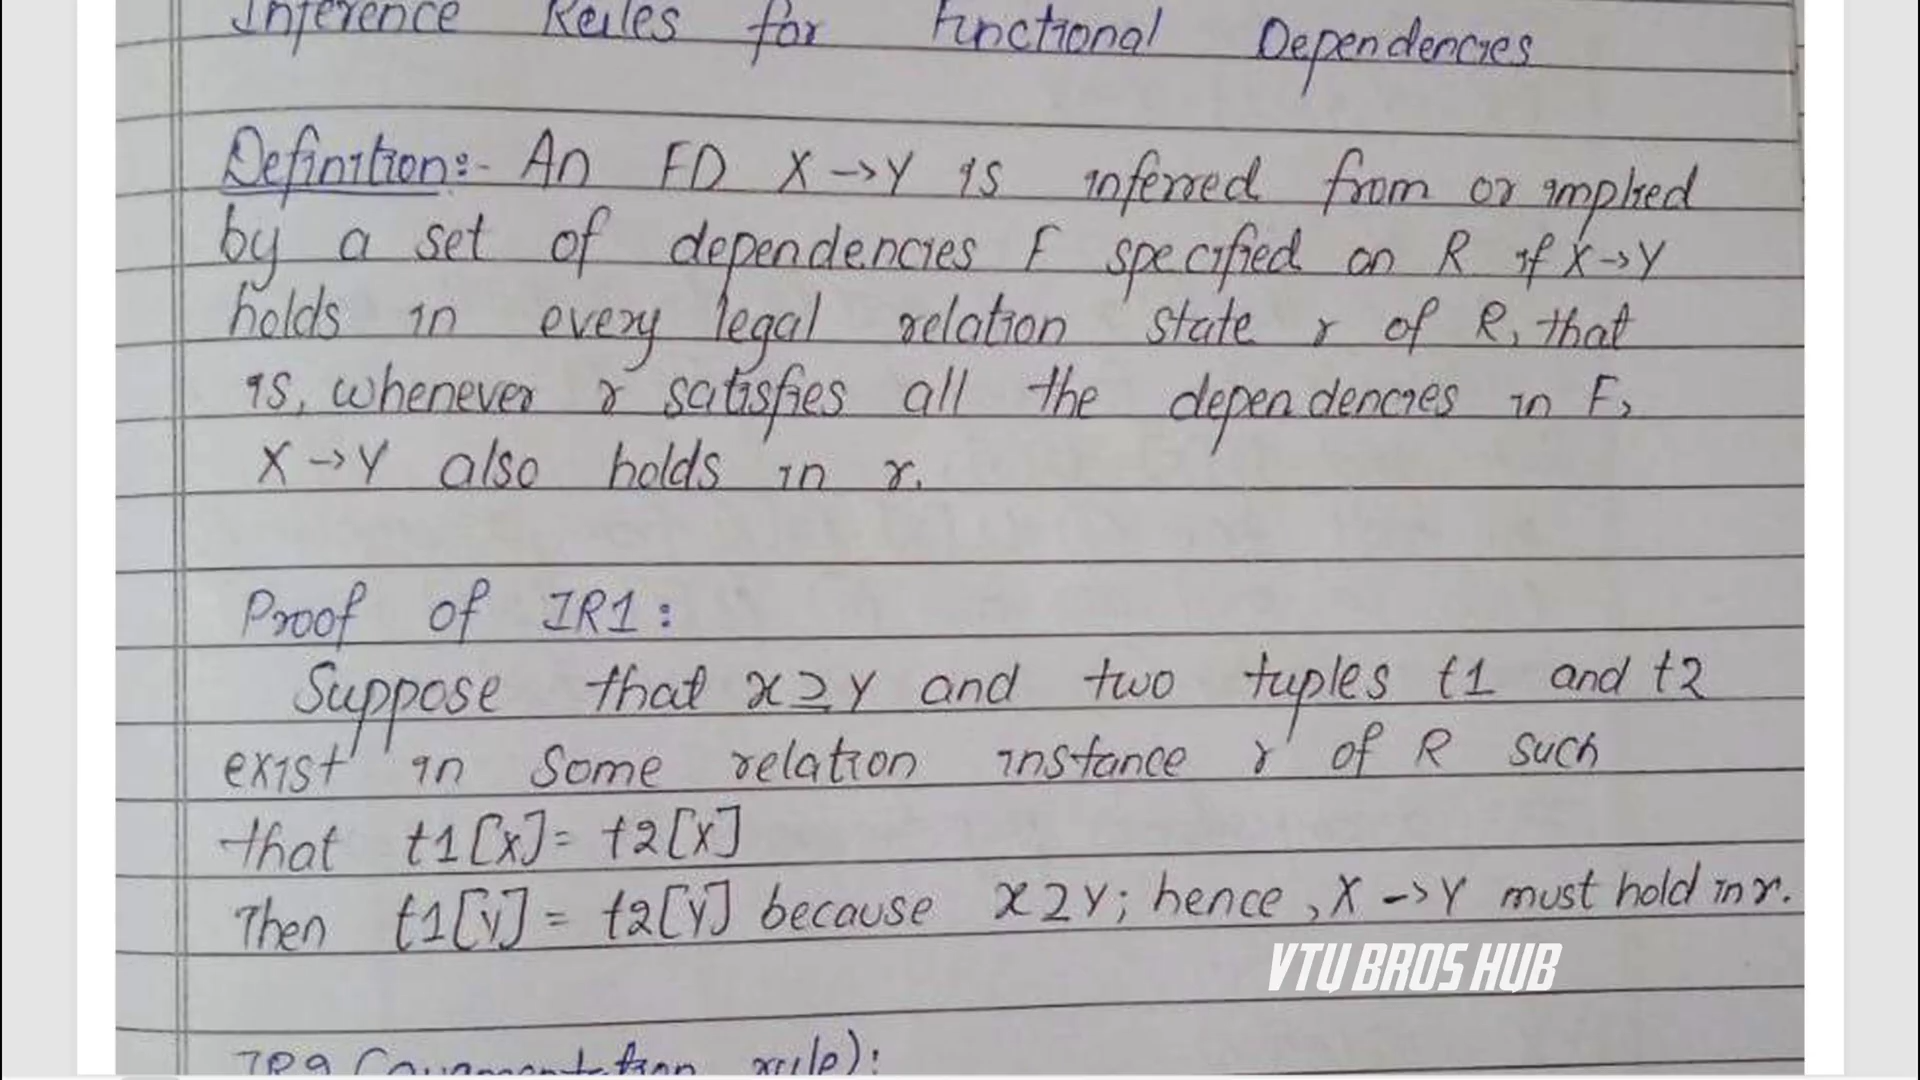 Inference Rules for Functional Dependencies
Definition:- An FD X→Y is inferred from or implied
by a set of dependencies F specified on R if X→Y
holds in every legal relation state r of R, that
is, whenever r satisfies all the dependencies in F,
X→Y also holds in r.
Proof of IR1:
Suppose that x⊇Y and two tuples t1 and t2
exist in some relation instance r of R such
that t1[x]= t2[x]
Then t1[Y] = t2[Y] because x⊇Y; hence, X→Y must hold in r.
VTU BROS HUB
IR2 (augmentation rule):